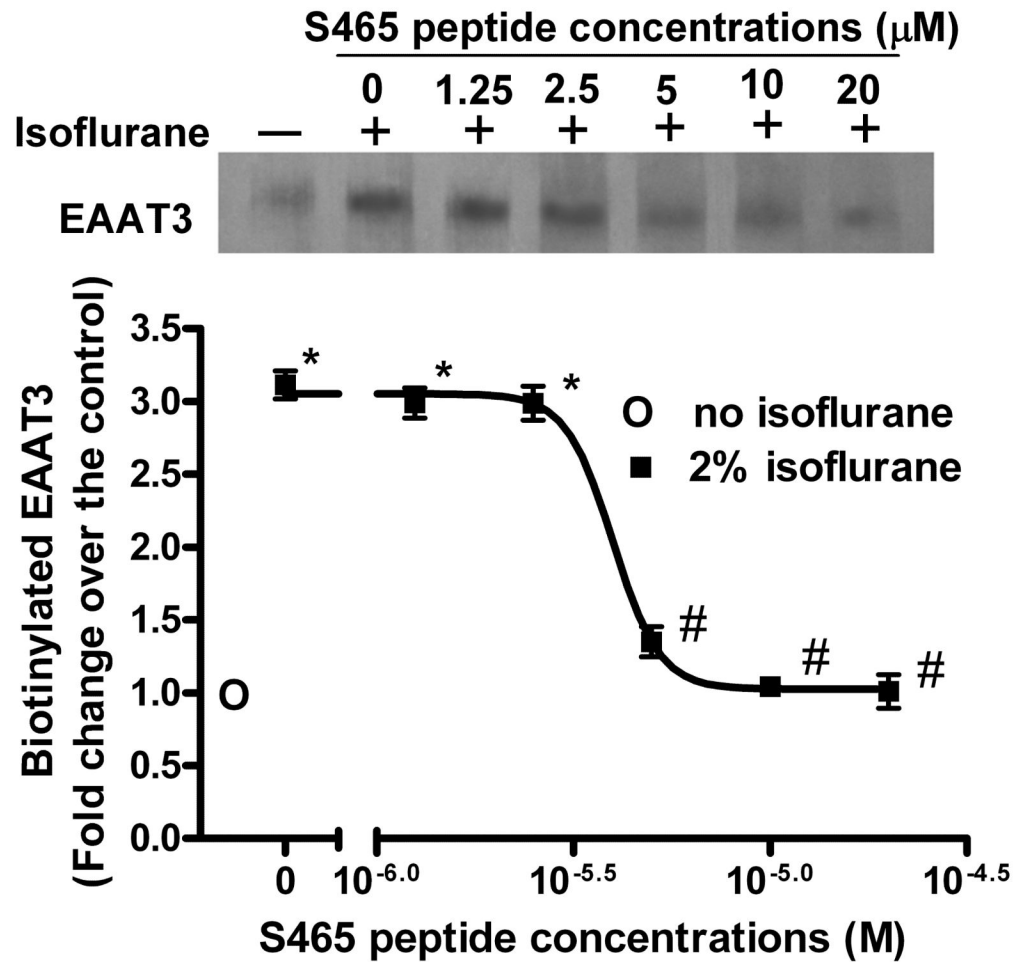 S465 peptide concentrations (μM)
0 1.25 2.5 5 10 20
Isoflurane — + + + + + +
EAAT3
Biotinylated EAAT3
(Fold change over the control)
3.5
3.0
2.5
2.0
1.5
1.0
0.5
0.0
* * *
# # #
O no isoflurane
■ 2% isoflurane
0 10^-6.0 10^-5.5 10^-5.0 10^-4.5
S465 peptide concentrations (M)